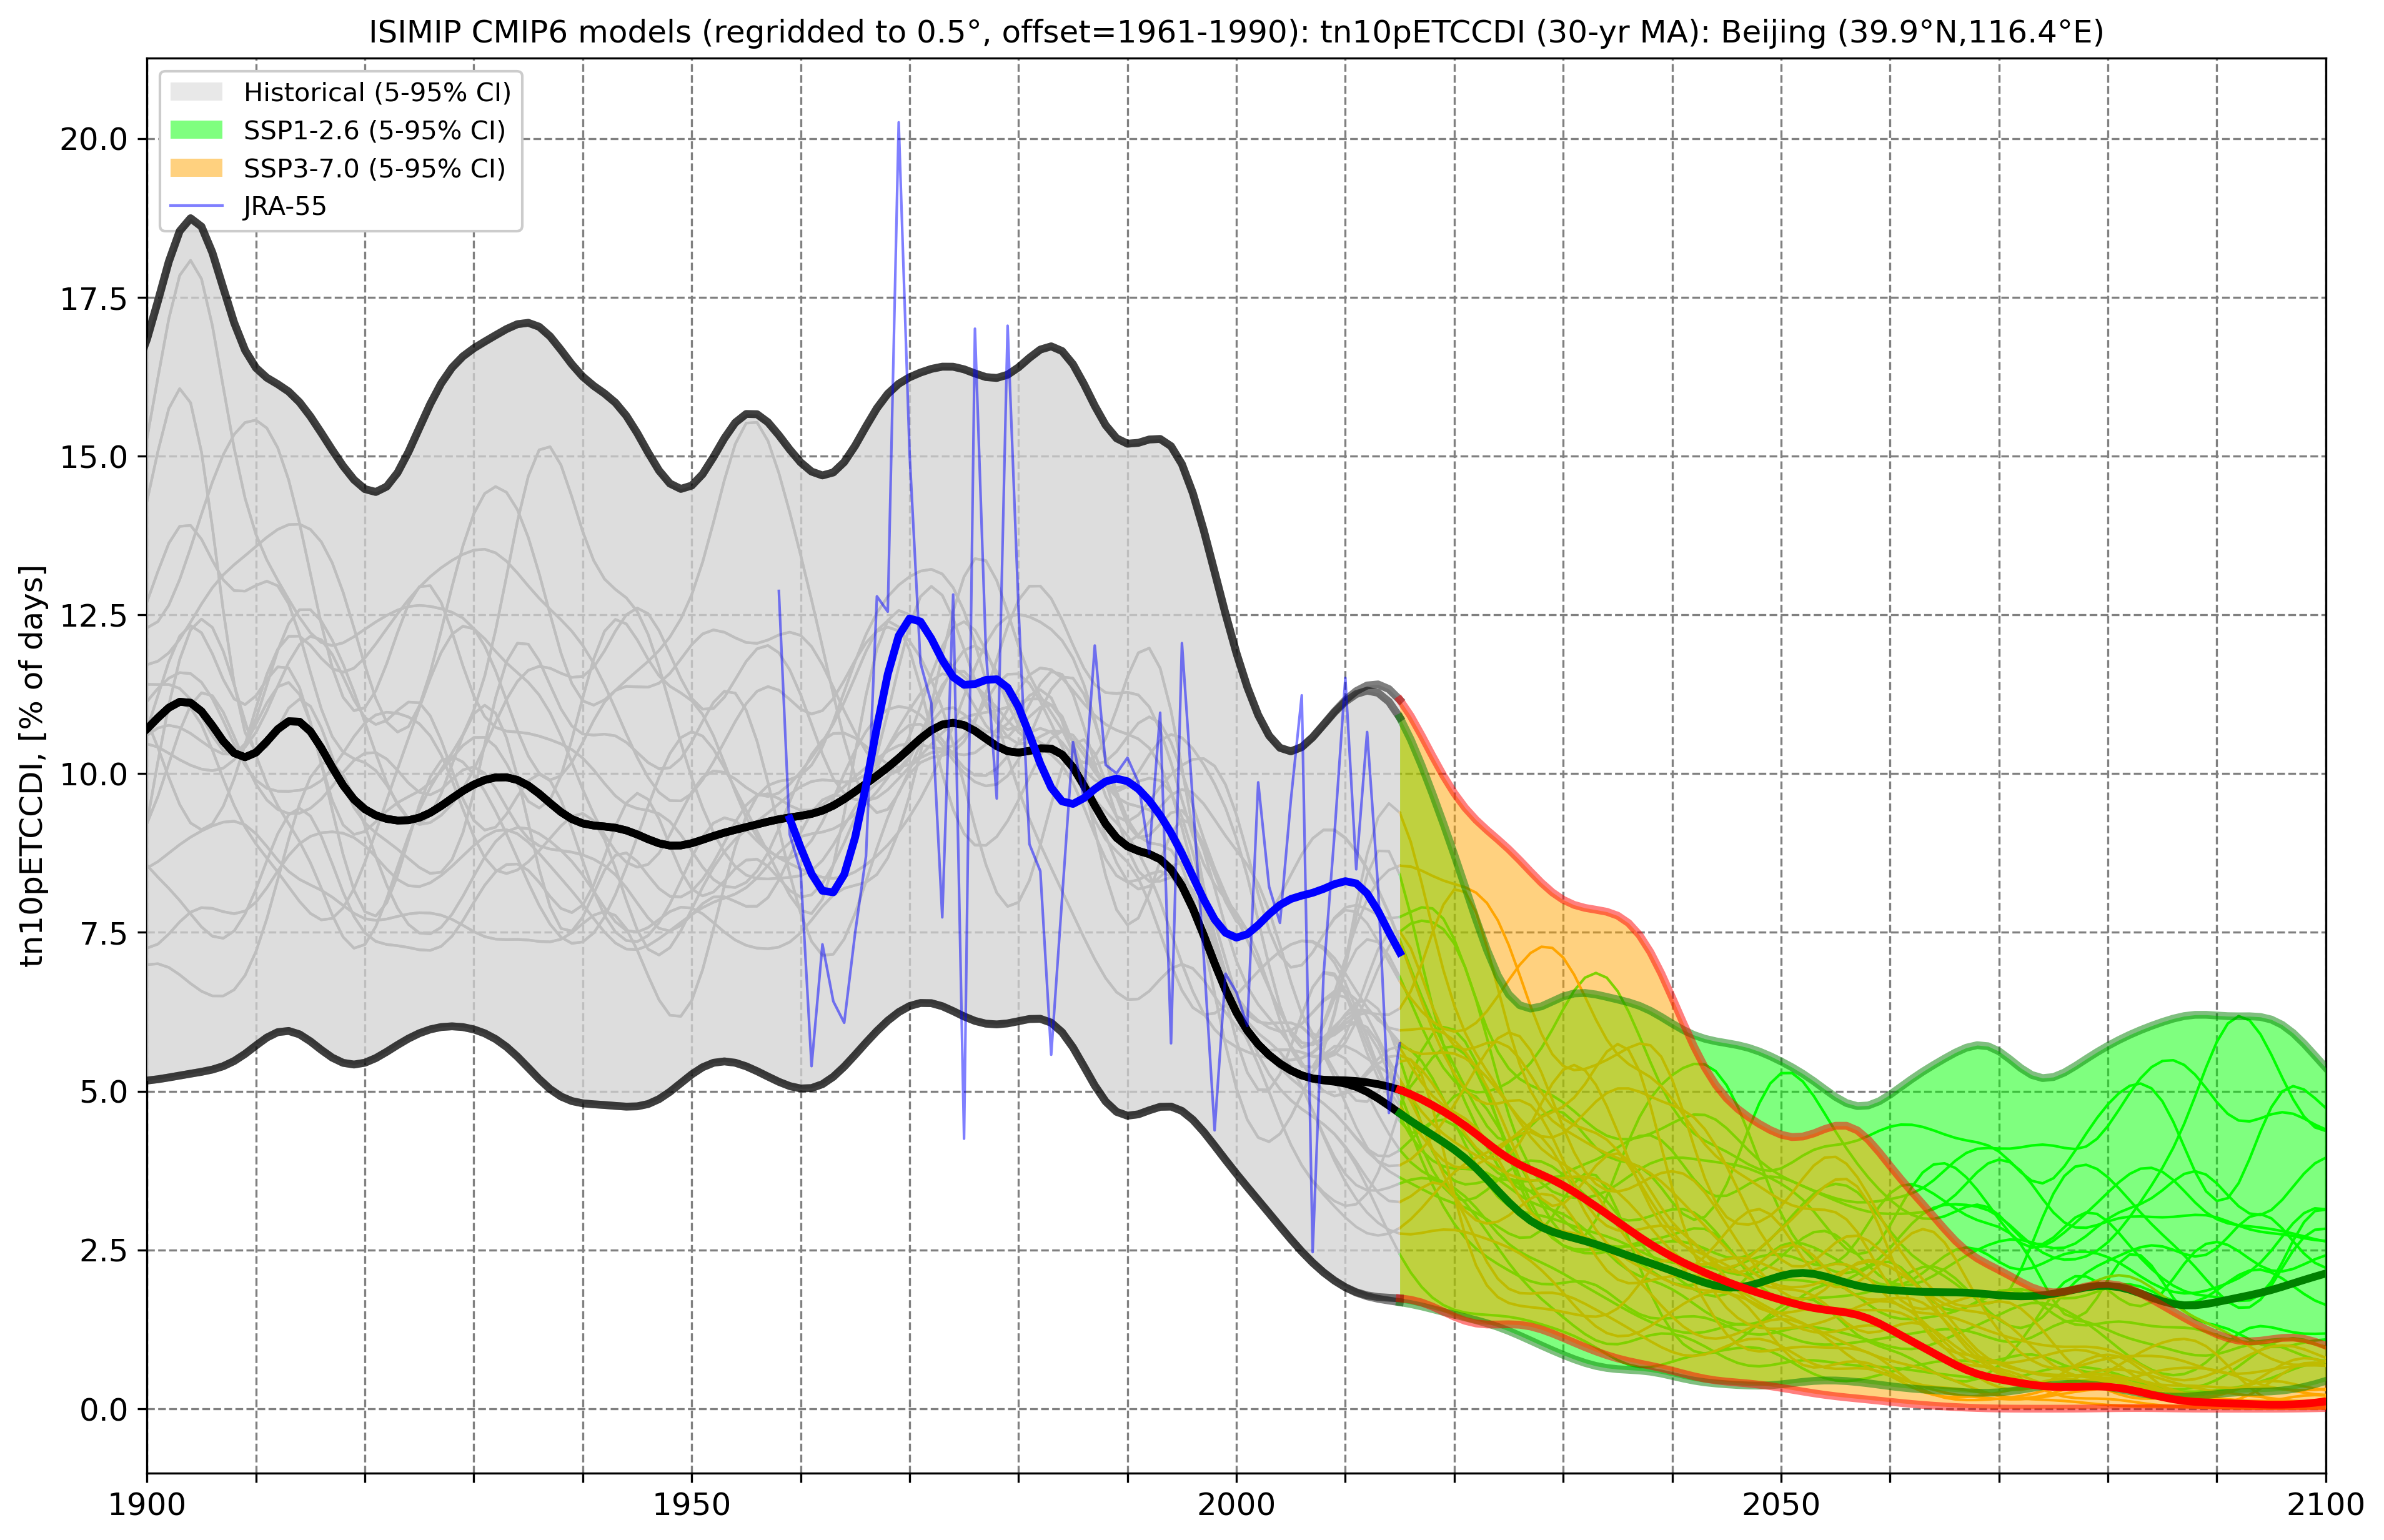 ISIMIP CMIP6 models (regridded to 0.5°, offset=1961-1990): tn10pETCCDI (30-yr MA): Beijing (39.9°N,116.4°E)
Historical (5-95% CI)
SSP1-2.6 (5-95% CI)
SSP3-7.0 (5-95% CI)
JRA-55
tn10pETCCDI, [% of days]
20.0
17.5
15.0
12.5
10.0
7.5
5.0
2.5
0.0
1900
1950
2000
2050
2100